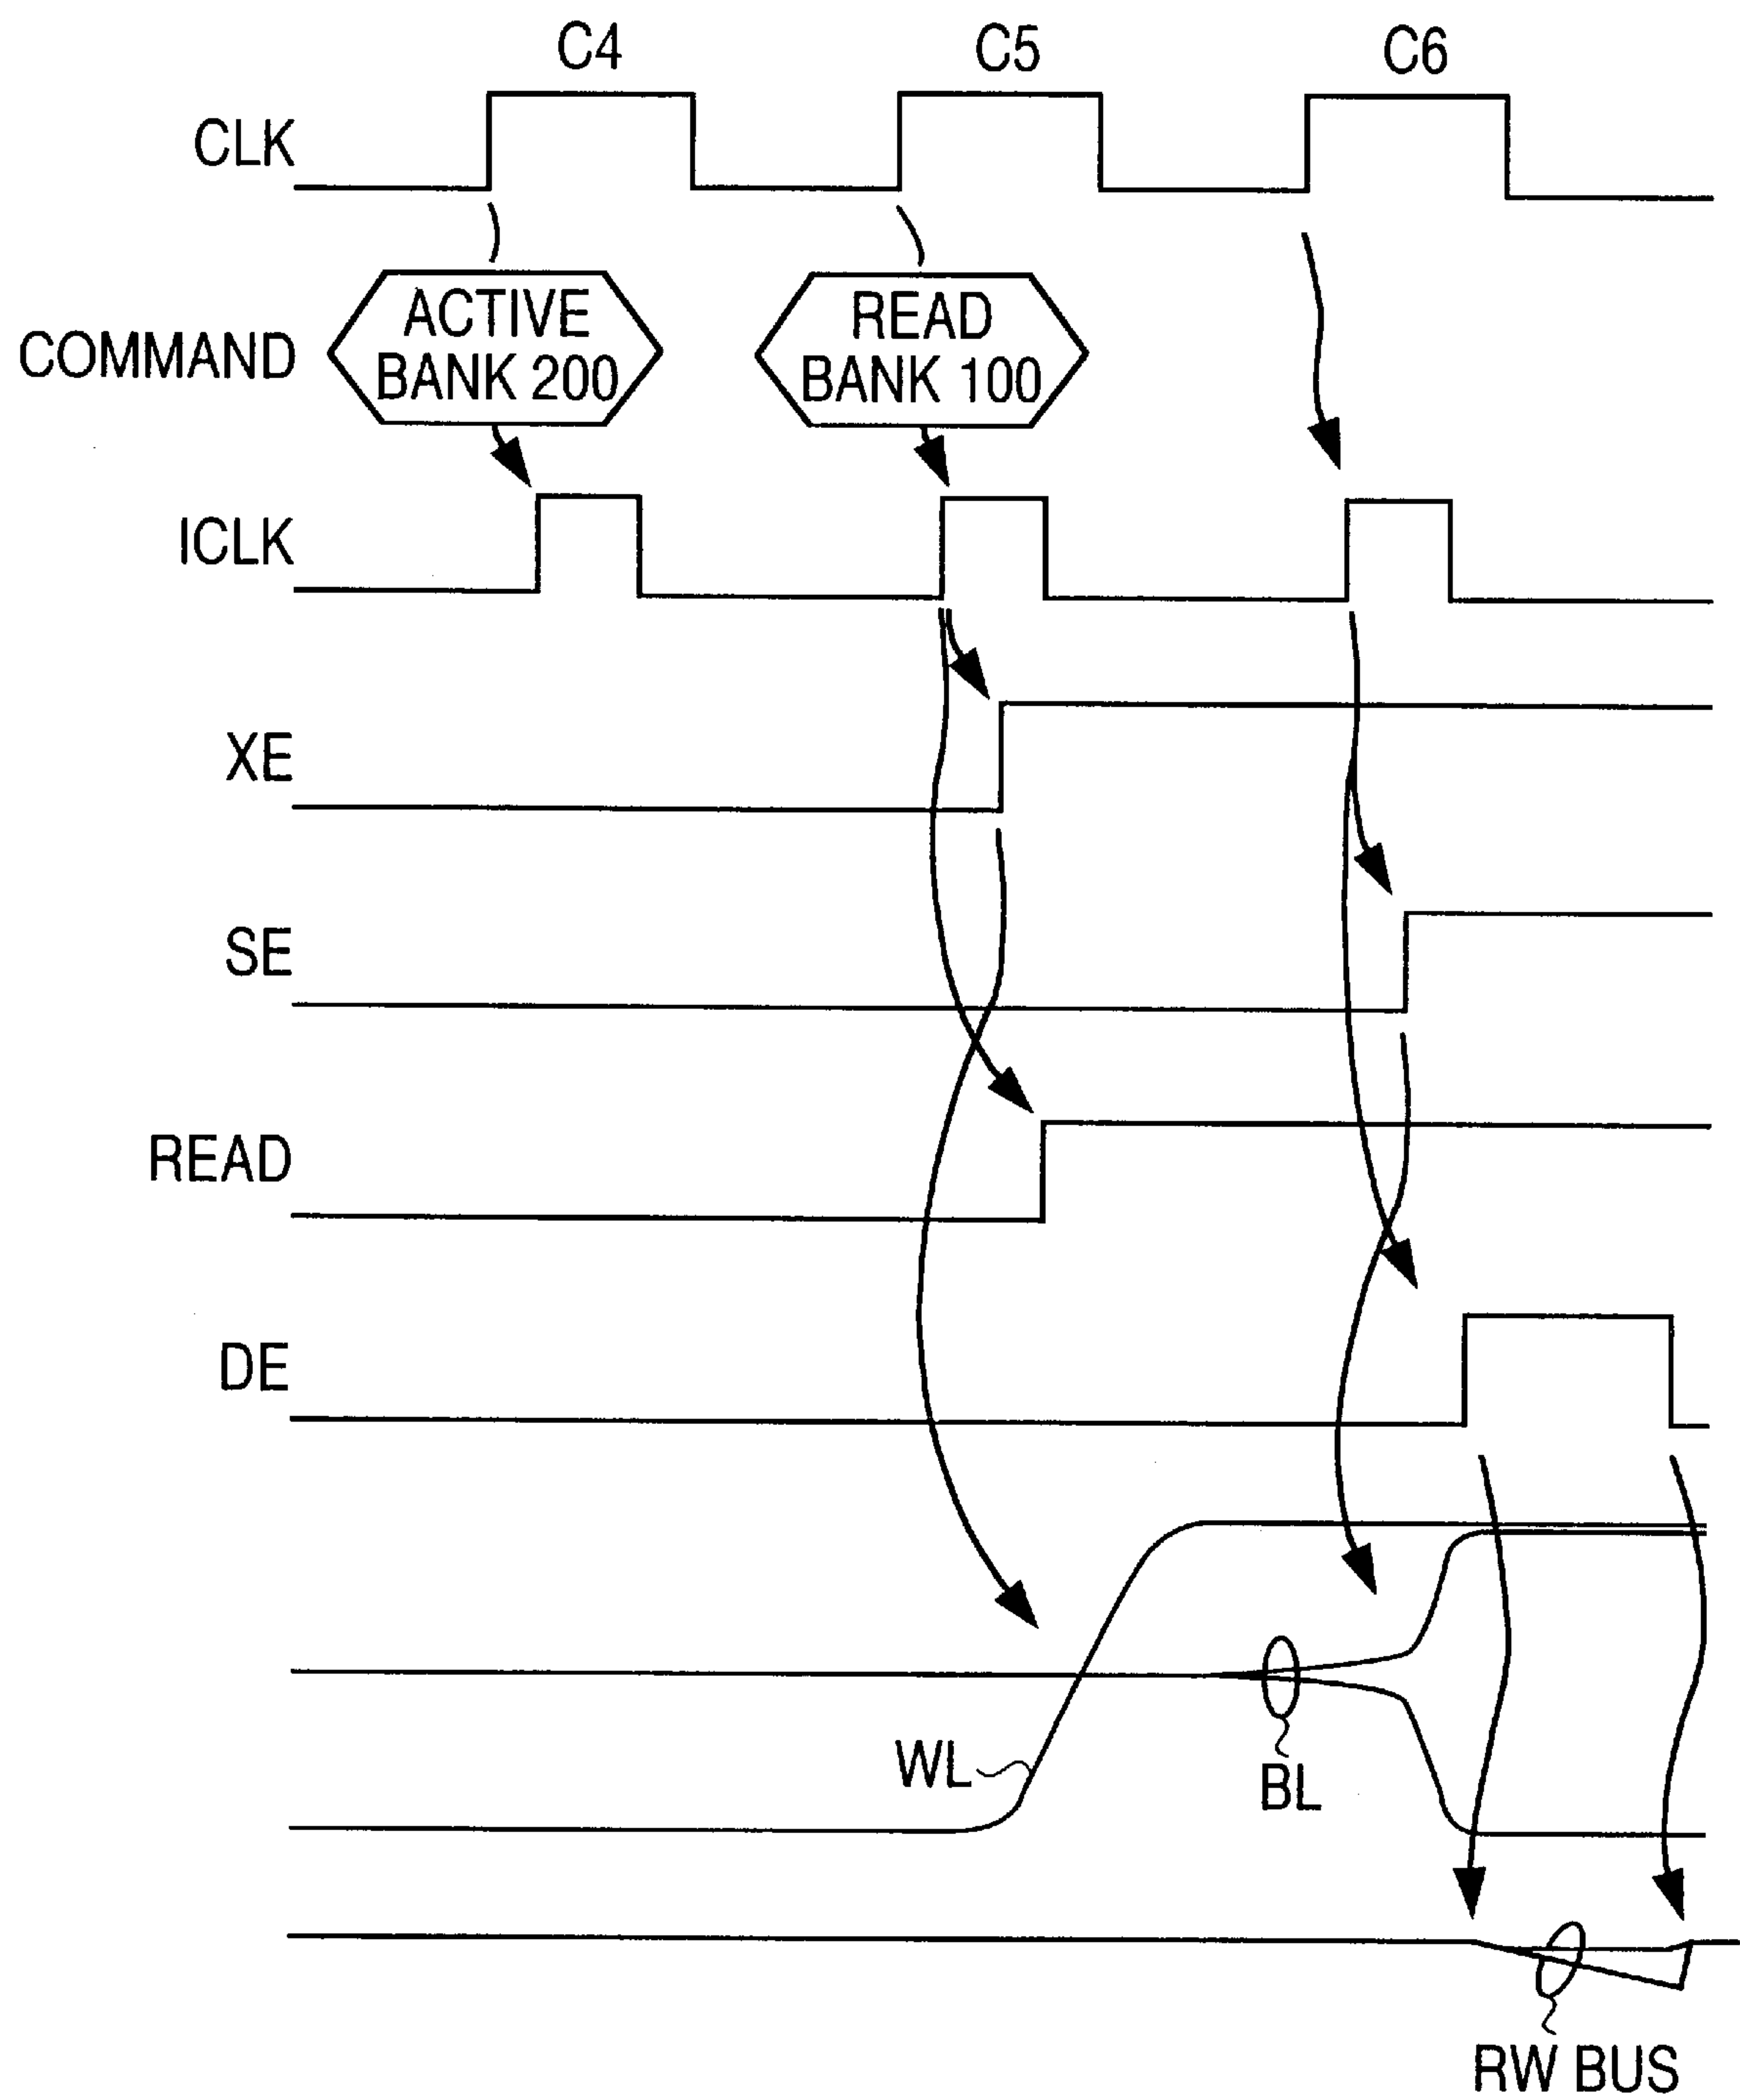 C4 C5 C6
CLK
COMMAND
ACTIVE
BANK 200
READ
BANK 100
ICLK
XE
SE
READ
DE
WL
BL
RW BUS